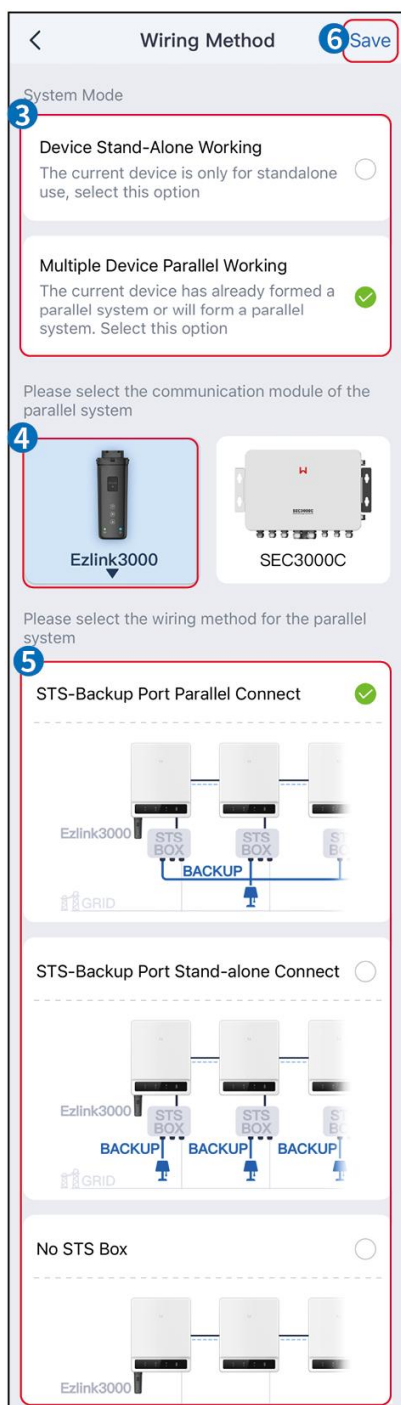 Wiring Method
6
Save
System Mode
3
Device Stand-Alone Working
The current device is only for standalone
use, select this option
Multiple Device Parallel Working
The current device has already formed a
parallel system or will form a parallel
system. Select this option
Please select the communication module of the
parallel system
4
Ezlink3000
SEC3000C
SEC3000C
Please select the wiring method for the parallel
system
5
STS-Backup Port Parallel Connect
Ezlink3000
STS
BOX
STS
BOX
ST
BO
BACKUP
GRID
STS-Backup Port Stand-alone Connect
Ezlink3000
STS
BOX
STS
BOX
ST
BO
BACKUP
BACKUP
BACKUP
GRID
No STS Box
Ezlink3000